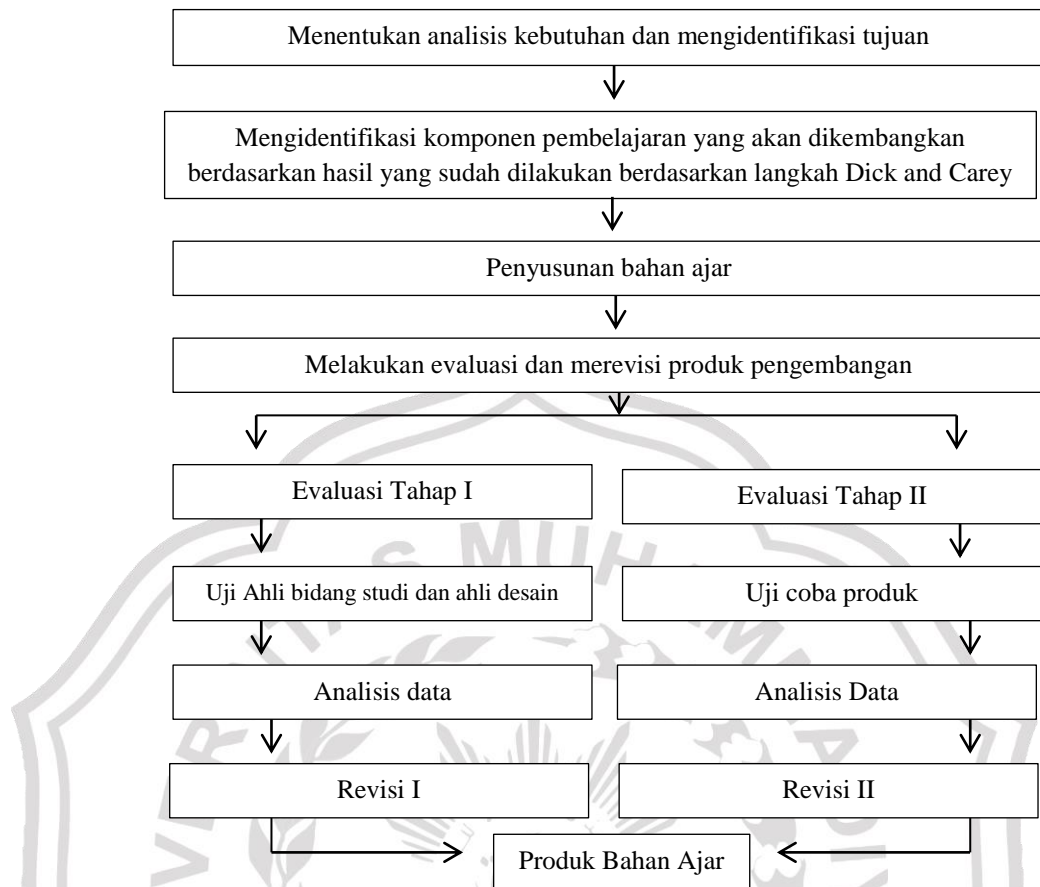 Menentukan analisis kebutuhan dan mengidentifikasi tujuan
Mengidentifikasi komponen pembelajaran yang akan dikembangkan
berdasarkan hasil yang sudah dilakukan berdasarkan langkah Dick and Carey
Penyusunan bahan ajar
Melakukan evaluasi dan merevisi produk pengembangan
Evaluasi Tahap I
Evaluasi Tahap II
Uji Ahli bidang studi dan ahli desain
Uji coba produk
Analisis data
Analisis Data
Revisi I
Revisi II
Produk Bahan Ajar